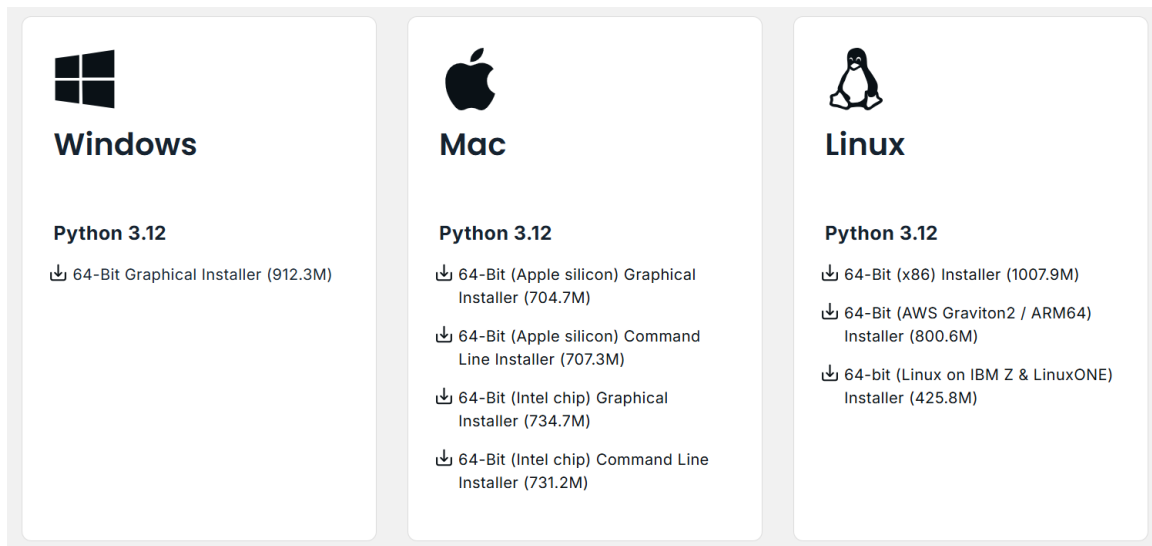 Windows
Python 3.12
64-Bit Graphical Installer (912.3M)
Mac
Python 3.12
64-Bit (Apple silicon) Graphical
Installer (704.7M)
64-Bit (Apple silicon) Command
Line Installer (707.3M)
64-Bit (Intel chip) Graphical
Installer (734.7M)
64-Bit (Intel chip) Command Line
Installer (731.2M)
Linux
Python 3.12
64-Bit (x86) Installer (1007.9M)
64-Bit (AWS Graviton2 / ARM64)
Installer (800.6M)
64-bit (Linux on IBM Z & LinuxONE)
Installer (425.8M)